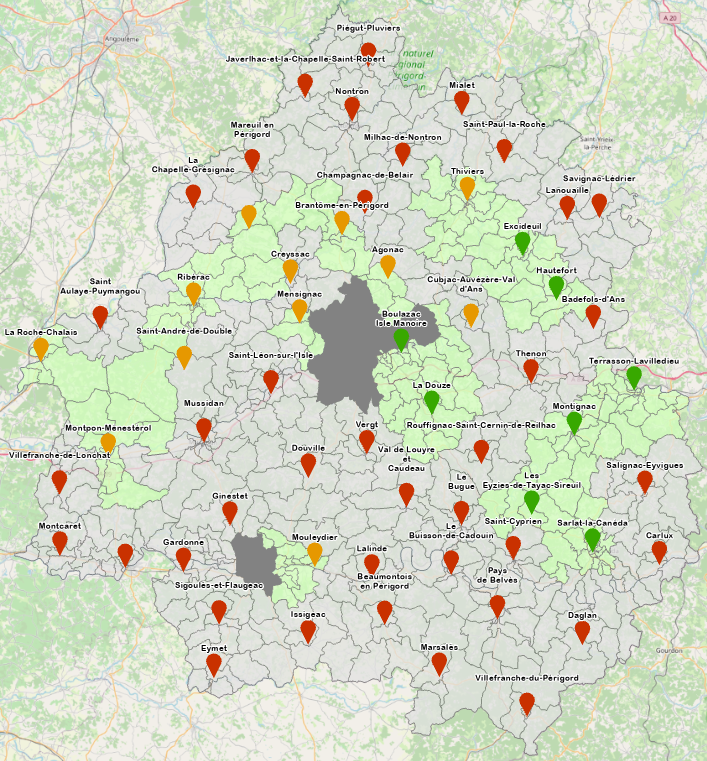 A 20
Piégut-Pluviers
Angoulême
naturel
Javerlhac-et-la-Chapelle-Saint-Robert
Nontron
Mialet
Mareuil en
Périgord
Milhac-de-Nontron
Saint-Paul-la-Roche
La
Chapelle-Grésignac
Champagnac-de-Belair
Thiviers
Savignac-Lédrier
Lanouaille
Brantôme-en-Périgord
Excideuil
Creyssac
Agonac
Hautefort
Saint
Aulaye-Puymangou
Ribérac
Cubjac-Auvézère-Val
d'Ans
Mensignac
Badefols-d'Ans
La Roche-Chalais
Saint-André-de-Double
Boulazac
Isle Manoire
Saint-Léon-sur-l'Isle
Thenon
Terrasson-Lavilledieu
La Douze
Mussidan
Montignac
Montpon-Ménestérol
Vergt
Rouffignac-Saint-Cernin-de-Reilhac
Villefranche-de-Lonchat
Douville
Val de Louyre
et
Caudeau
Salignac-Eyvigues
Le
Bugue
Les
Eyzies-de-Tayac-Sireuil
Ginestet
Montcaret
Le
Buisson-de-Cadouin
Saint-Cyprien
Sarlat-la-Canéda
Gardonne
Mouleydier
Lalinde
Carlux
Sigoulès-et-Flaugeac
Beaumontois
en Périgord
Pays
de Belvès
Issigeac
Daglan
Eymet
Marsales
Gourdon
Villefranche-du-Périgord